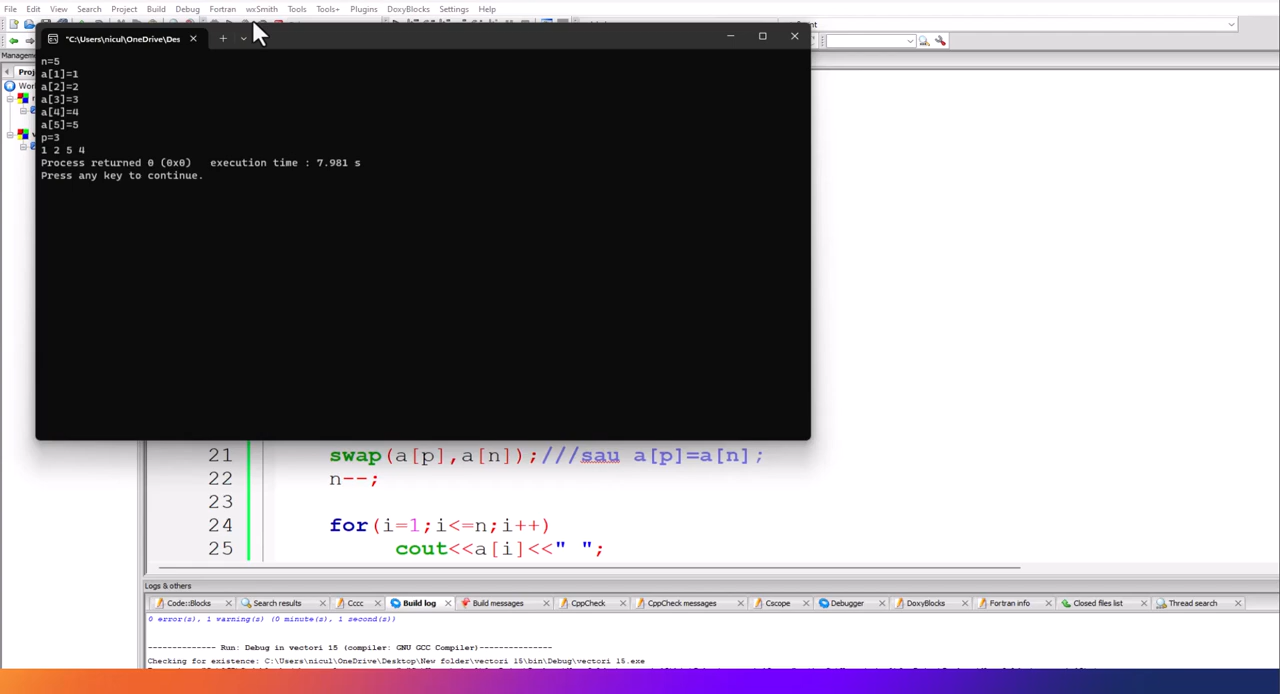 File Edit View Search Project Build Debug Fortran wxSmith Tools Tools+ Plugins DoxyBlocks Settings Help
"C:\Users\nicul\OneDrive\Des
n=5
a[1]=1
a[2]=2
a[3]=3
a[4]=4
a[5]=5
p=3
1 2 5 4
Process returned 0 (0x0)   execution time : 7.981 s
Press any key to continue.
21 swap(a[p],a[n]);///sau a[p]=a[n];
22 n--;
23
24 for(i=1;i<=n;i++)
25 cout<<a[i]<<" ";
Logs & others
Code::Blocks Search results Cccc Build log Build messages CppCheck CppCheck messages Cscope Debugger DoxyBlocks Fortran info Closed files list Thread search
0 error(s), 1 warning(s) (0 minute(s), 1 second(s))
-------------- Run: Debug in vectori 15 (compiler: GNU GCC Compiler)---------------
Checking for existence: C:\Users\nicul\OneDrive\Desktop\New folder\vectori 15\bin\Debug\vectori 15.exe